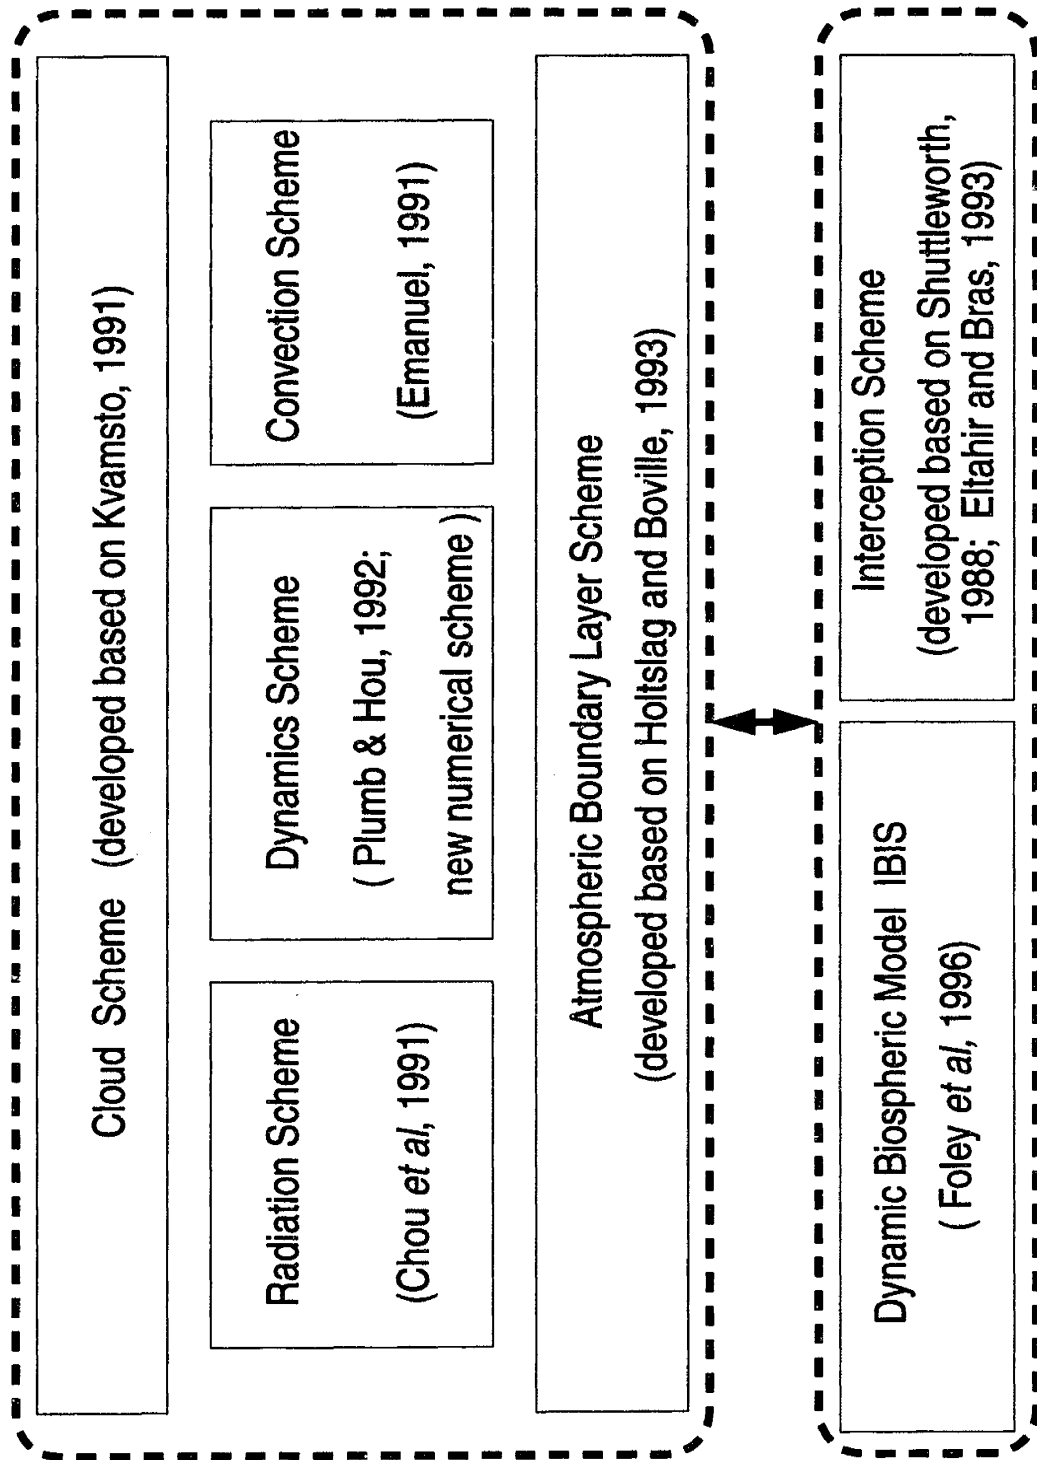 Cloud Scheme (developed based on Kvamsto, 1991)
Radiation Scheme
(Chou et al, 1991)
Dynamics Scheme
( Plumb & Hou, 1992;
new numerical scheme )
Convection Scheme
(Emanuel, 1991)
Atmospheric Boundary Layer Scheme
(developed based on Holtslag and Boville, 1993)
Dynamic Biospheric Model IBIS
( Foley et al, 1996)
Interception Scheme
(developed based on Shuttleworth,
1988; Eltahir and Bras, 1993)